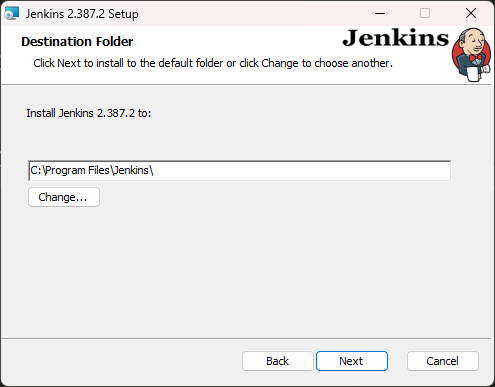 Jenkins 2.387.2 Setup
Destination Folder
Jenkins
Click Next to install to the default folder or click Change to choose another.
Install Jenkins 2.387.2 to:
C:\Program Files\Jenkins\
Change...
Back
Next
Cancel